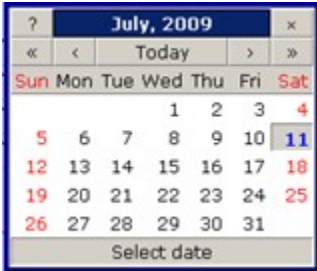 ? July, 2009 ×
« ‹ Today › »
Sun Mon Tue Wed Thu Fri Sat
1 2 3 4
5 6 7 8 9 10 11
12 13 14 15 16 17 18
19 20 21 22 23 24 25
26 27 28 29 30 31
Select date